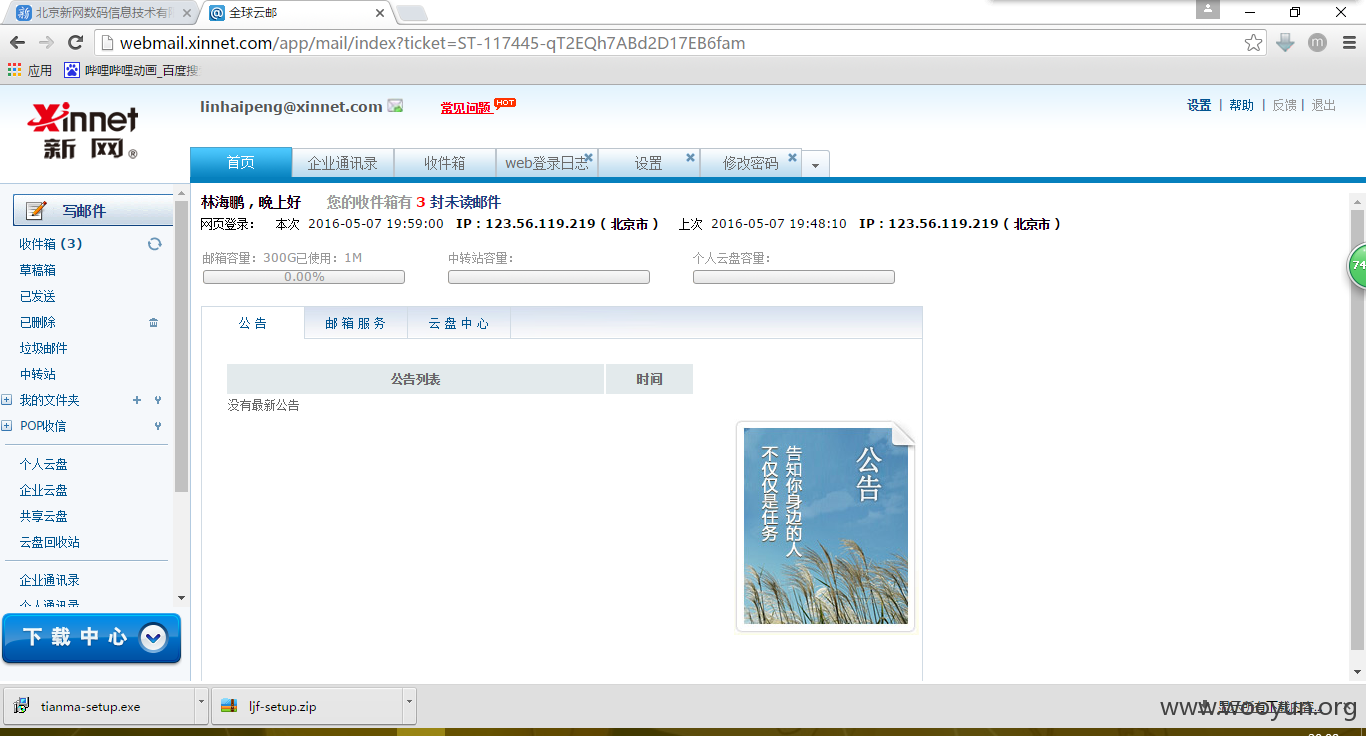 北京新网数码信息技术有限
全球云邮
webmail.xinnet.com/app/mail/index?ticket=ST-117445-qT2EQh7ABd2D17EB6fam
m
应用
哔哩哔哩动画_百度搜
Xinnet
新网®
linhaipeng@xinnet.com
常见问题 HOT
设置 | 帮助 | 反馈 | 退出
首页
企业通讯录
收件箱
web登录日志
设置
修改密码
写邮件
收件箱 (3)
草稿箱
已发送
已删除
垃圾邮件
中转站
我的文件夹
POP收信
个人云盘
企业云盘
共享云盘
云盘回收站
企业通讯录
个人通讯录
下载中心
林海鹏，晚上好 您的收件箱有 3 封未读邮件
网页登录： 本次 2016-05-07 19:59:00 IP：123.56.119.219 ( 北京市 ) 上次 2016-05-07 19:48:10 IP：123.56.119.219 ( 北京市 )
邮箱容量：300G已使用：1M
中转站容量：
个人云盘容量：
0.00%
公告
邮箱服务
云盘中心
公告列表
时间
没有最新公告
公告
告知你身边的人
不仅仅是任务
74
tianma-setup.exe
ljf-setup.zip
www.wooyun.org